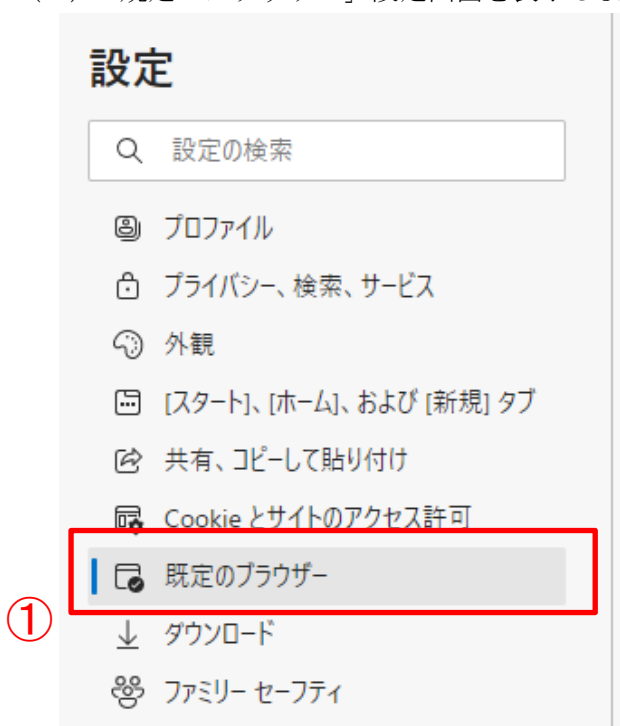 設定
設定の検索
プロファイル
プライバシー、検索、サービス
外観
[スタート]、[ホーム]、および [新規] タブ
共有、コピーして貼り付け
Cookie とサイトのアクセス許可
既定のブラウザー
①
ダウンロード
ファミリー セーフティ